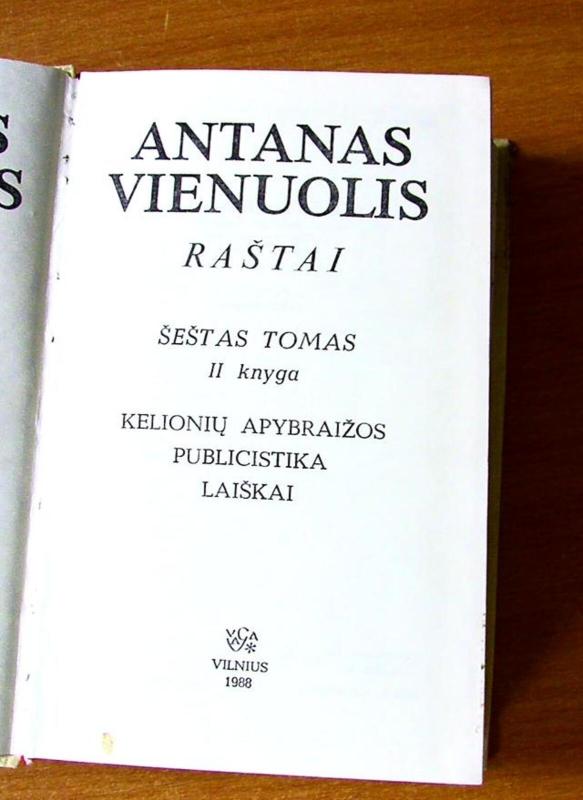 S
S
ANTANAS
VIENUOLIS
RAŠTAI
ŠEŠTAS TOMAS
II knyga
KELIONIŲ APYBRAIŽOS
PUBLICISTIKA
LAIŠKAI
VILNIUS
1988